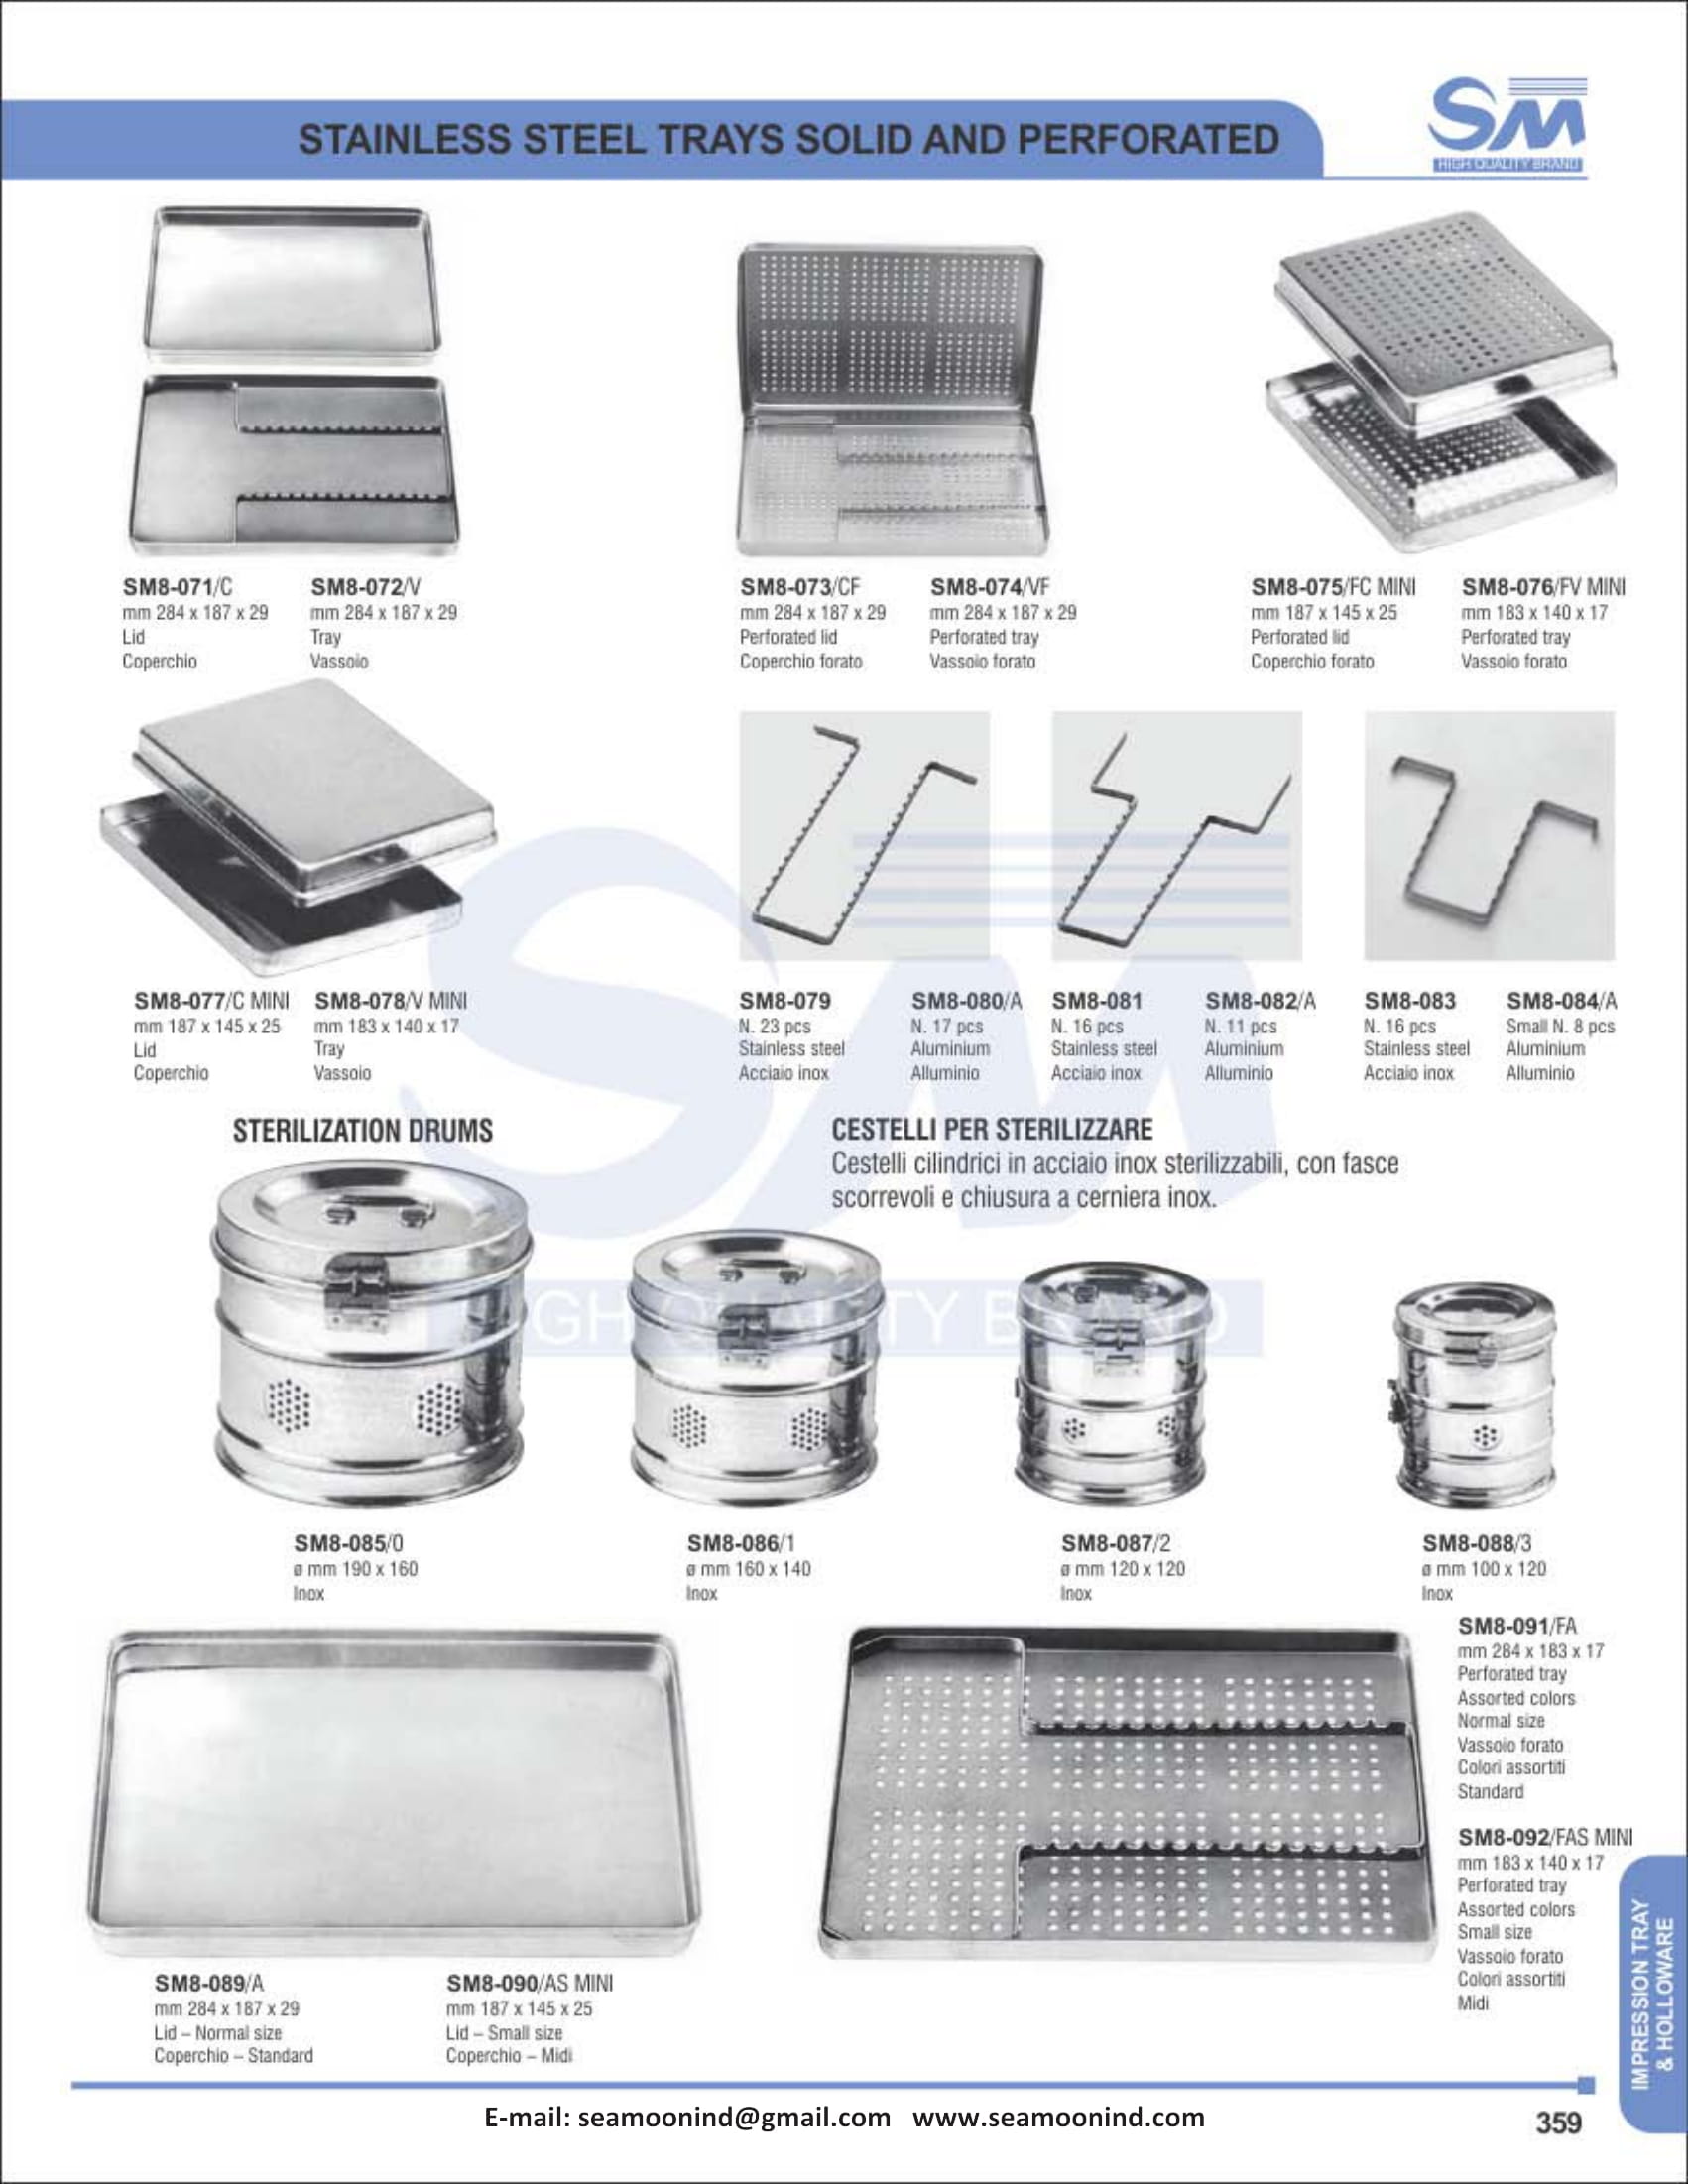 STAINLESS STEEL TRAYS SOLID AND PERFORATED
SM
HIGH QUALITY BRAND
SM8-071/C
mm 284 x 187 x 29
Lid
Coperchio
SM8-072/V
mm 284 x 187 x 29
Tray
Vassoio
SM8-073/CF
mm 284 x 187 x 29
Perforated lid
Coperchio forato
SM8-074/VF
mm 284 x 187 x 29
Perforated tray
Vassoio forato
SM8-075/FC MINI
mm 187 x 145 x 25
Perforated lid
Coperchio forato
SM8-076/FV MINI
mm 183 x 140 x 17
Perforated tray
Vassoio forato
SM8-077/C MINI
mm 187 x 145 x 25
Lid
Coperchio
SM8-078/V MINI
mm 183 x 140 x 17
Tray
Vassoio
SM8-079
N. 23 pcs
Stainless steel
Acciaio inox
SM8-080/A
N. 17 pcs
Aluminium
Alluminio
SM8-081
N. 16 pcs
Stainless steel
Acciaio inox
SM8-082/A
N. 11 pcs
Aluminium
Alluminio
SM8-083
N. 16 pcs
Stainless steel
Acciaio inox
SM8-084/A
Small N. 8 pcs
Aluminium
Alluminio
STERILIZATION DRUMS
CESTELLI PER STERILIZZARE
Cestelli cilindrici in acciaio inox sterilizzabili, con fasce
scorrevoli e chiusura a cerniera inox.
SM8-085/0
ø mm 190 x 160
Inox
SM8-086/1
ø mm 160 x 140
Inox
SM8-087/2
ø mm 120 x 120
Inox
SM8-088/3
ø mm 100 x 120
Inox
SM8-091/FA
mm 284 x 183 x 17
Perforated tray
Assorted colors
Normal size
Vassoio forato
Colori assortiti
Standard
SM8-092/FAS MINI
mm 183 x 140 x 17
Perforated tray
Assorted colors
Small size
Vassoio forato
Colori assortiti
Midi
SM8-089/A
mm 284 x 187 x 29
Lid – Normal size
Coperchio – Standard
SM8-090/AS MINI
mm 187 x 145 x 25
Lid – Small size
Coperchio – Midi
IMPRESSION TRAY
& HOLLOWARE
E-mail: seamoonind@gmail.com www.seamoonind.com
359